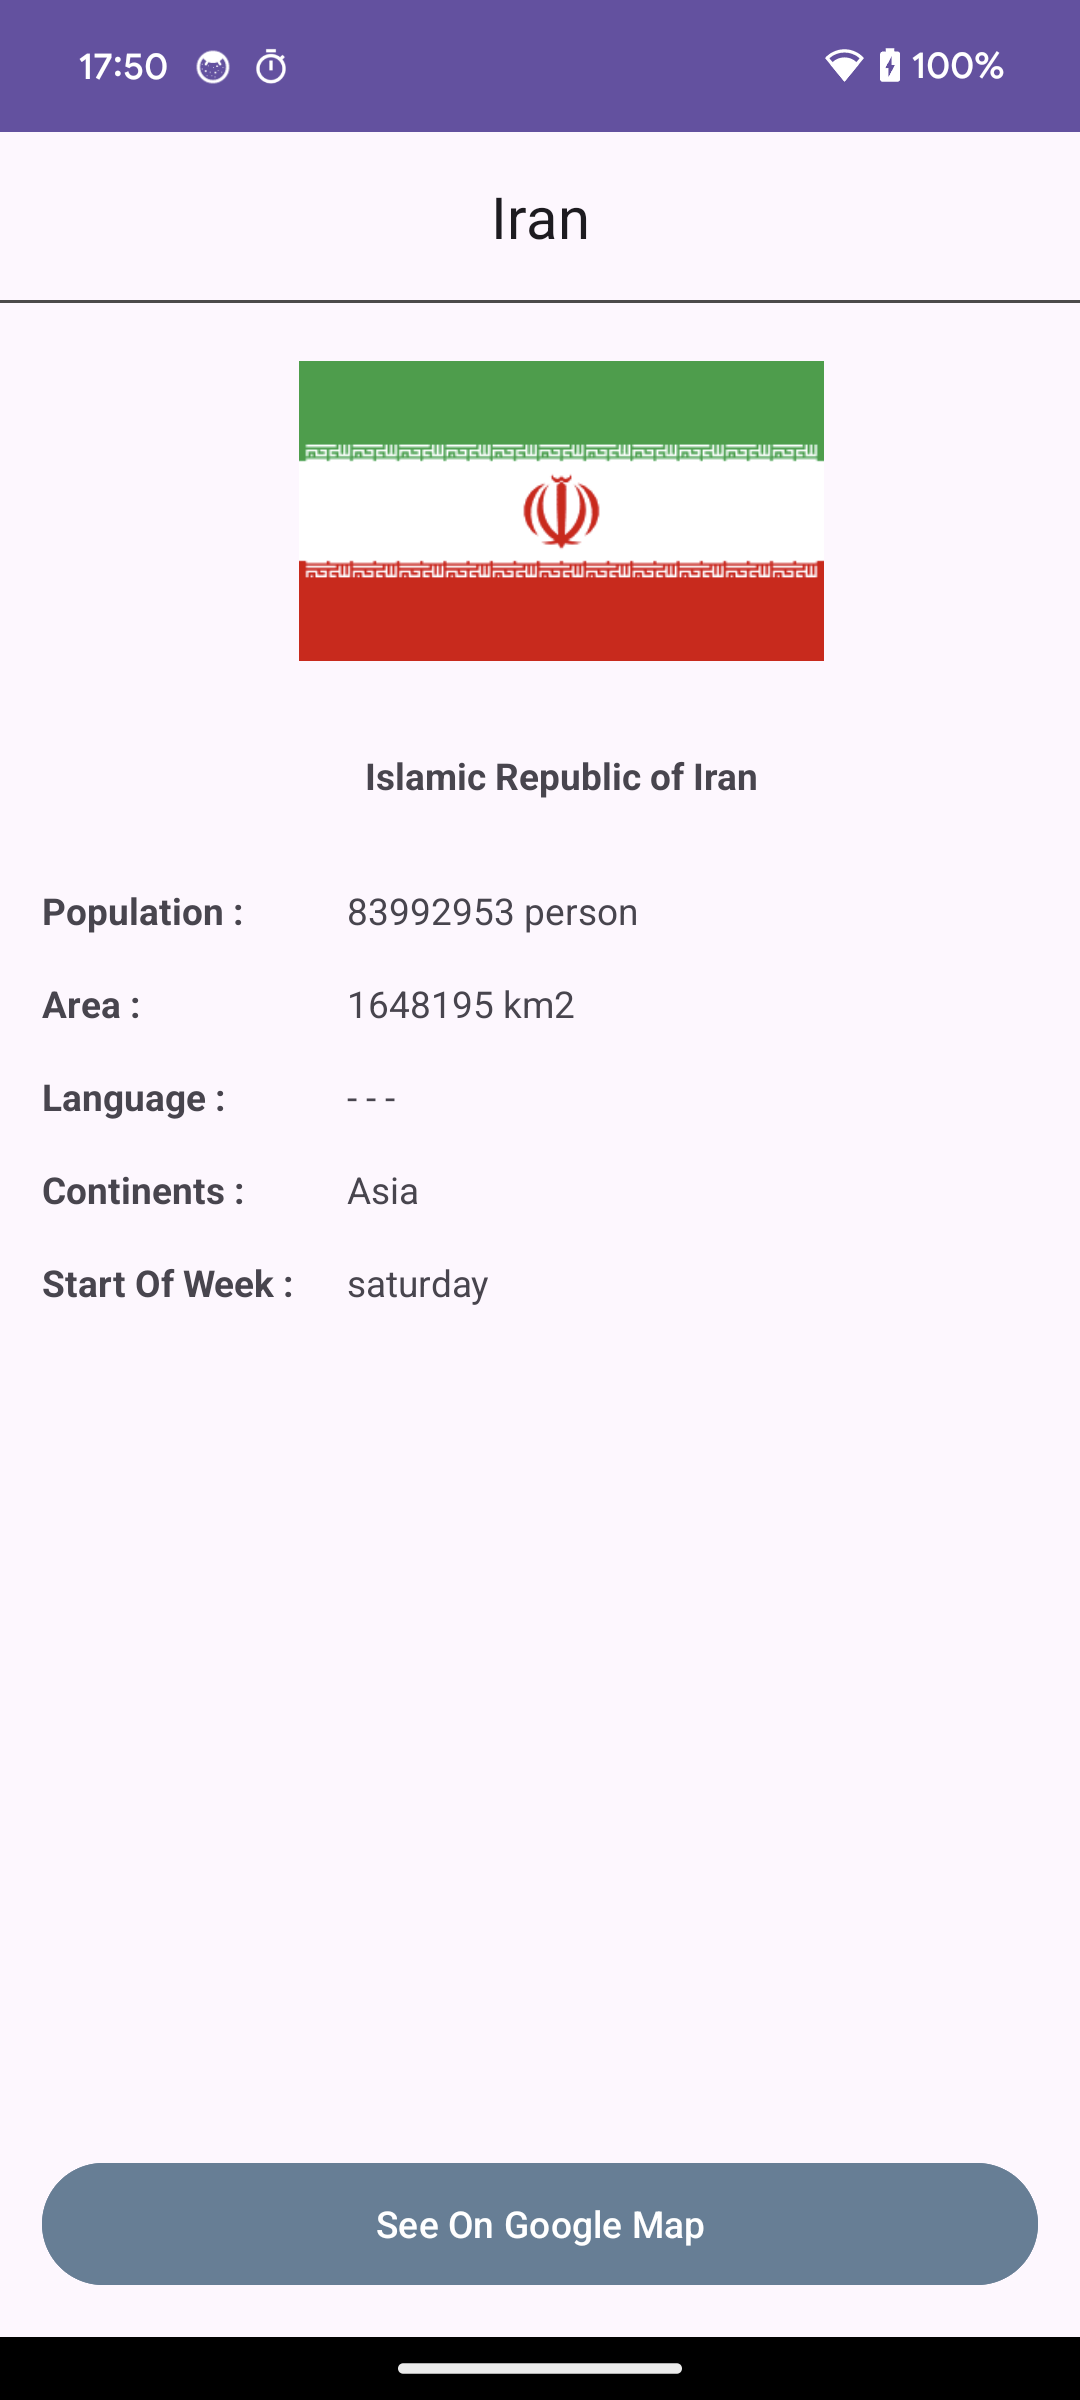 17:50 100%
Iran
Islamic Republic of Iran
Population : 83992953 person
Area : 1648195 km2
Language : - - -
Continents : Asia
Start Of Week : saturday
See On Google Map